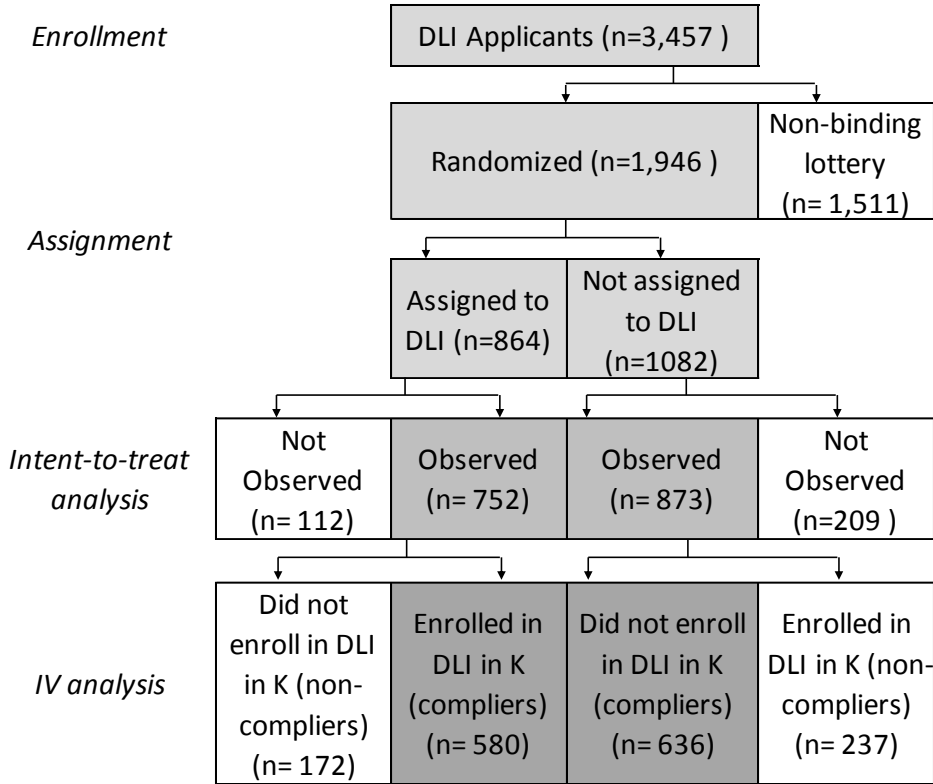 Enrollment
DLI Applicants (n=3,457 )
Randomized (n=1,946 )
Non-binding
lottery
(n= 1,511)
Assignment
Assigned to
DLI (n=864)
Not assigned
to DLI
(n=1082)
Intent-to-treat
analysis
Not
Observed
(n= 112)
Observed
(n= 752)
Observed
(n= 873)
Not
Observed
(n=209 )
IV analysis
Did not
enroll in DLI
in K (non-
compliers)
(n= 172)
Enrolled in
DLI in K
(compliers)
(n= 580)
Did not enroll
in DLI in K
(compliers)
(n= 636)
Enrolled in
DLI in K (non-
compliers)
(n= 237)